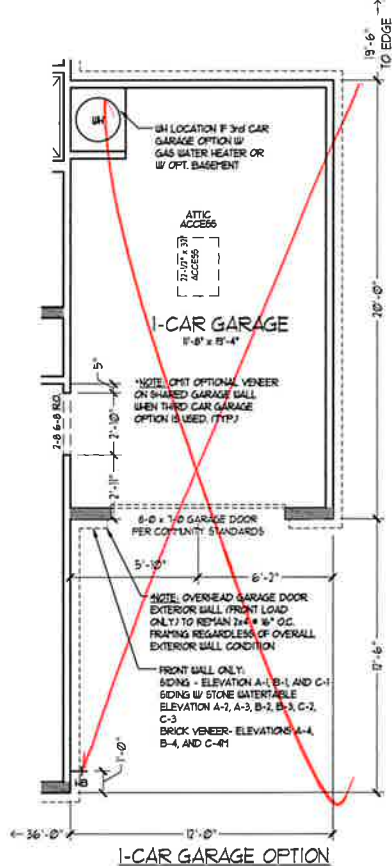 19'-6"
TO EDGE
WH
WH LOCATION IF 3rd CAR
GARAGE OPTION W/
GAS WATER HEATER OR
W/ OPT. BASEMENT
ATTIC
ACCESS
22-1/2" x 32"
ACCESS
20'-0"
1-CAR GARAGE
11'-8" x 19'-4"
5"
*NOTE: OMIT OPTIONAL VENEER
ON SHARED GARAGE WALL
WHEN THIRD CAR GARAGE
OPTION IS USED. (TYP.)
2-8 6-8 R.O.
2'-10"
2'-11"
8-0 x 7-0 GARAGE DOOR
PER COMMUNITY STANDARDS
5'-10"
6'-2"
*NOTE: OVERHEAD GARAGE DOOR
EXTERIOR WALL (FRONT LOAD
ONLY) TO REMAIN 2x4 @ 16" O.C.
FRAMING REGARDLESS OF OVERALL
EXTERIOR WALL CONDITION
12'-6"
FRONT WALL ONLY:
SIDING - ELEVATION A-1, B-1, AND C-1
SIDING W/ STONE WATERTABLE
ELEVATION A-2, A-3, B-2, B-3, C-2,
C-3
BRICK VENEER- ELEVATIONS A-4,
B-4, AND C-4M
1'-0"
36'-0"
12'-0"
1-CAR GARAGE OPTION